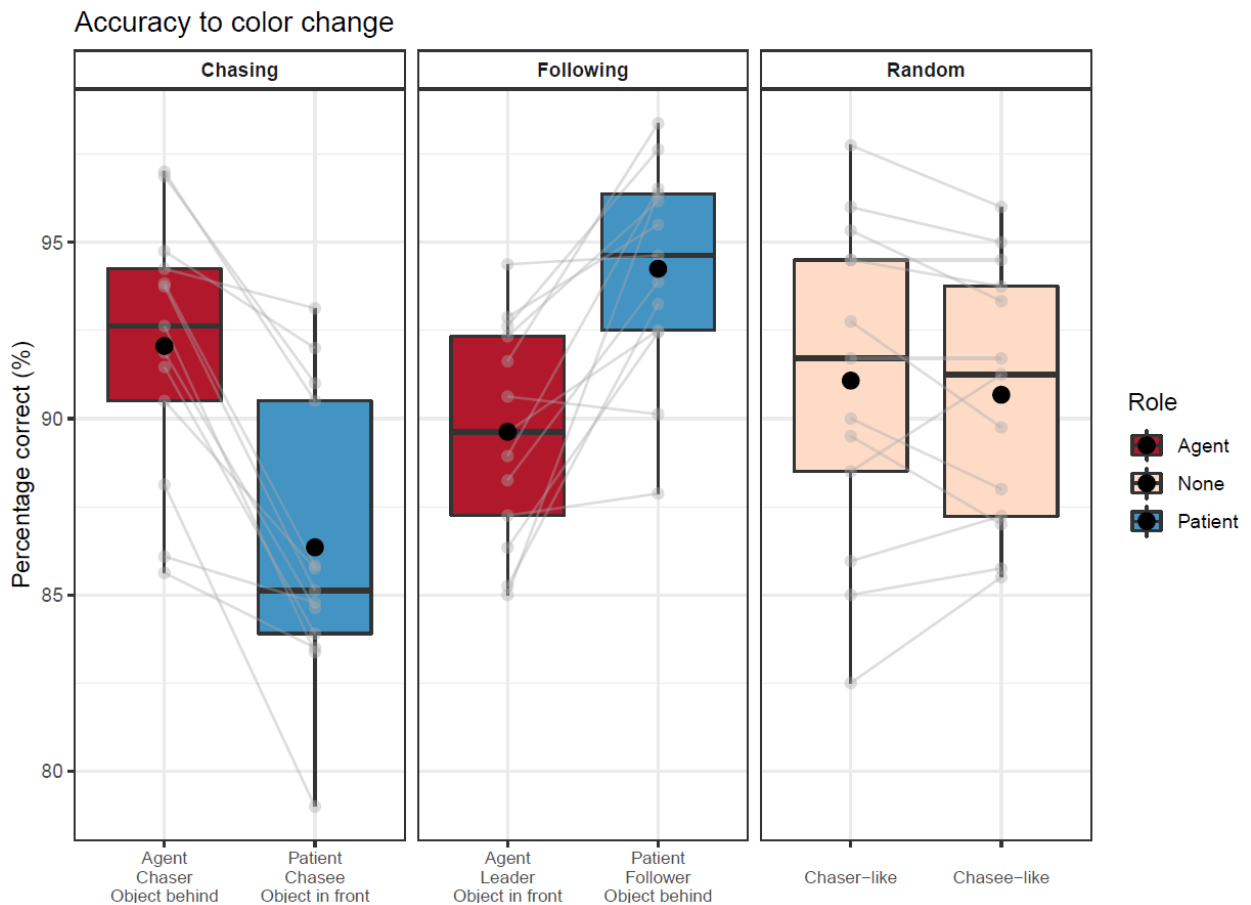 Accuracy to color change
Chasing
Following
Random
Percentage correct (%)
95
90
85
80
Agent
Chaser
Object behind
Patient
Chasee
Object in front
Agent
Leader
Object in front
Patient
Follower
Object behind
Chaser-like
Chasee-like
Role
Agent
None
Patient